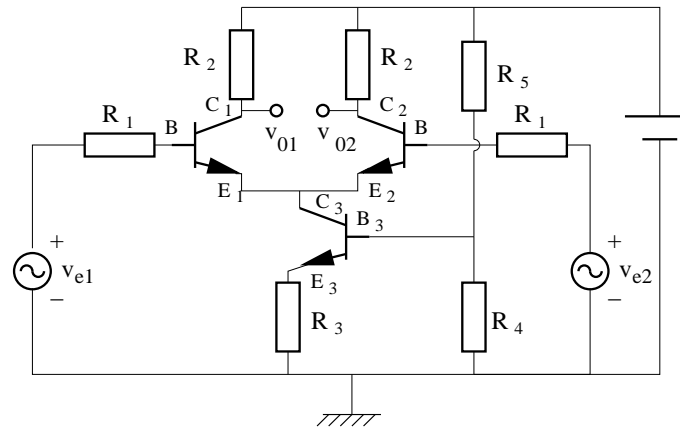 R 2
R 2
R 5
C 1
C 2
R 1
B
v 01
v 02
B
R 1
E 1
E 2
C 3
B 3
+
v e1
−
E 3
+
v e2
−
R 3
R 4